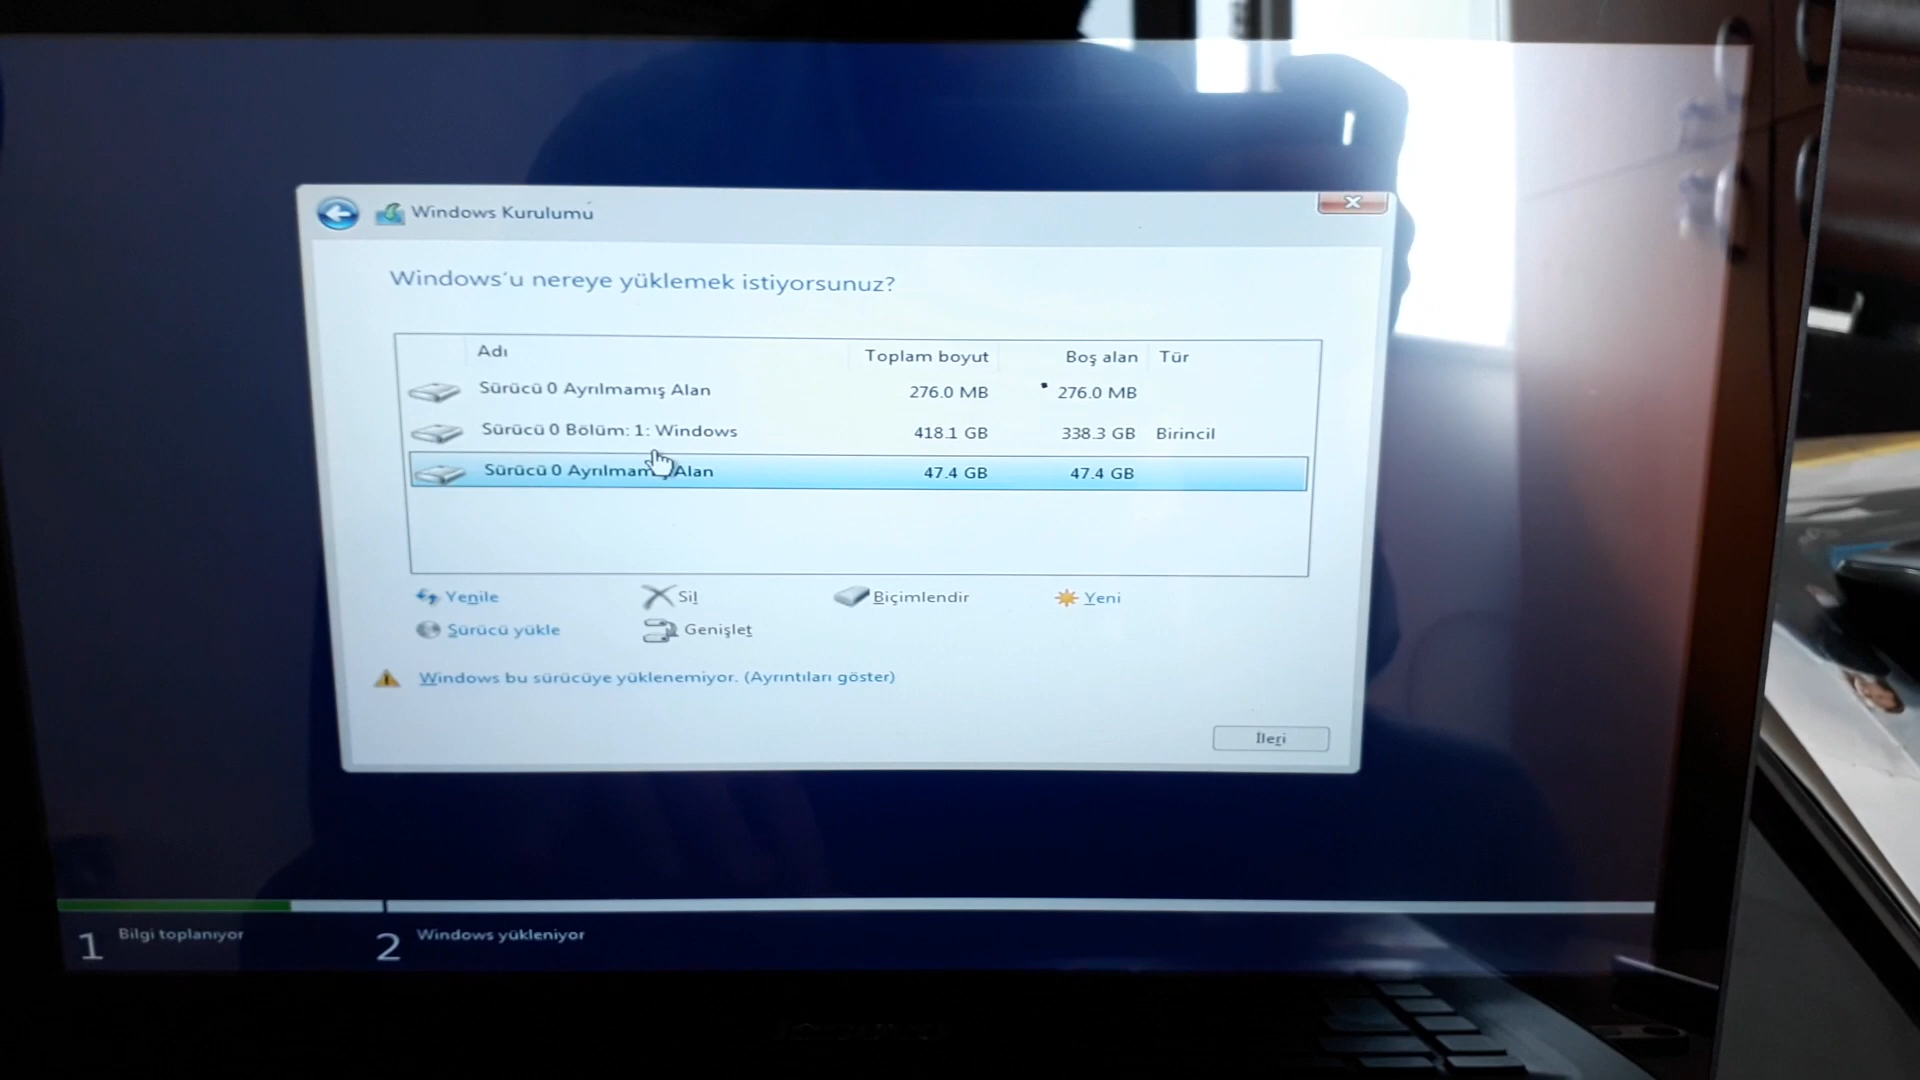 Windows Kurulumu
Windows'u nereye yüklemek istiyorsunuz?
Adı Toplam boyut Boş alan Tür
Sürücü 0 Ayrılmamış Alan 276.0 MB 276.0 MB
Sürücü 0 Bölüm: 1: Windows 418.1 GB 338.3 GB Birincil
Sürücü 0 Alan 47.4 GB 47.4 GB
Yenile Sil Biçimlendir Yeni
Sürücü yükle Genişlet
Windows bu sürücüye yüklenemiyor. (Ayrıntıları göster)
İleri
1 Bilgi toplanıyor 2 Windows yükleniyor